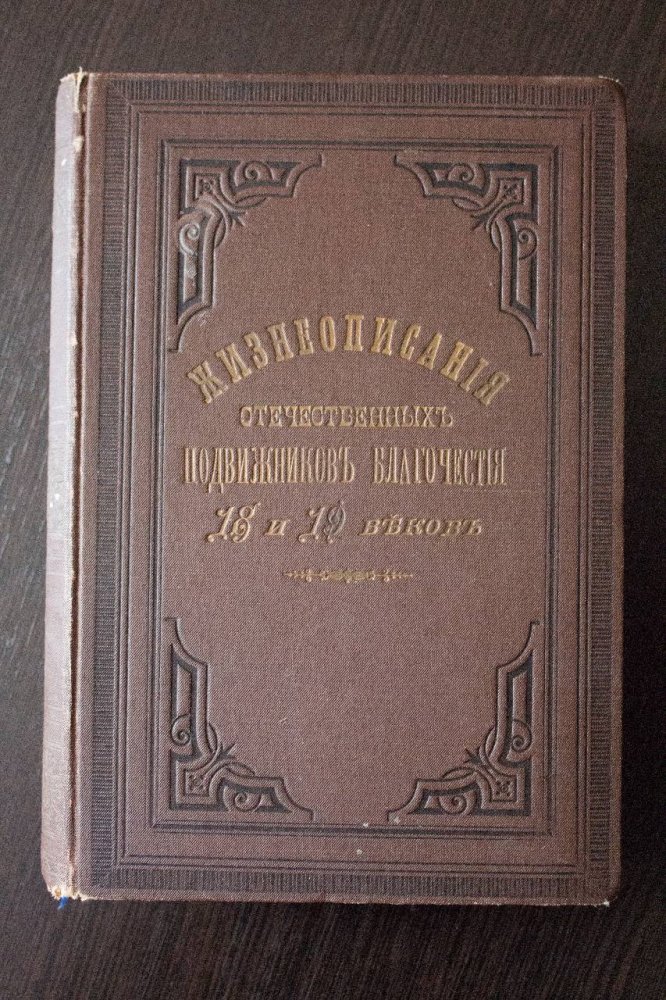 ЖИЗНЕОПИСАНІЯ
ОТЕЧЕСТВЕННЫХЪ
ПОДВИЖНИКОВЪ БЛАГОЧЕСТІЯ
18 и 19 ВѢКОВЪ